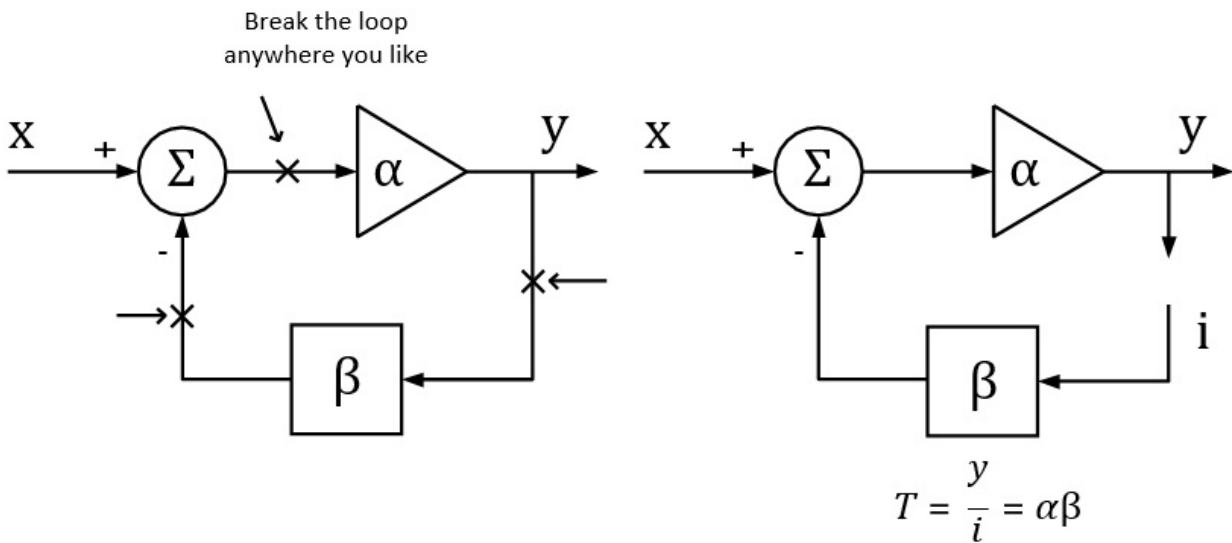 Break the loop
anywhere you like
x
+
Σ
-
α
y
β
x
+
Σ
-
α
y
i
β
T = y/i = αβ